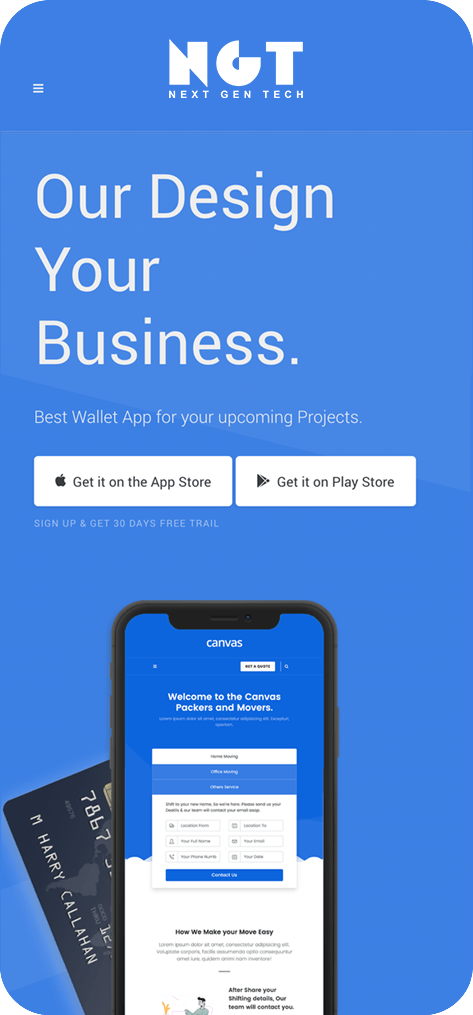 NGT
NEXT GEN TECH
Our Design
Your
Business.
Best Wallet App for your upcoming Projects.
Get it on the App Store
Get it on Play Store
SIGN UP & GET 30 DAYS FREE TRAIL
canvas
GET A QUOTE
Welcome to the Canvas
Packers and Movers.
Lorem ipsum dolor sit amet, consectetur adipisicing elit. Excepturi,
aperiam.
Home Moving
Office Moving
Others Service
Shift to your new Home, So we're here. Please send us your
Deatils & our team will contact your email asap.
Location From
Location To
Your Full Name
Your Email
Your Phone Numb
Your Date
Contact Us
7867
M HARRY
CALLAHAN
How We Make your Move Easy
Lorem ipsum dolor sit amet, consectetur adipisicing elit.
Voluptate corporis, facilis assumenda optio consequuntur
amet iure, quidem animi nam inventore!
After Share your
Shifting details, Our
team will contact you.